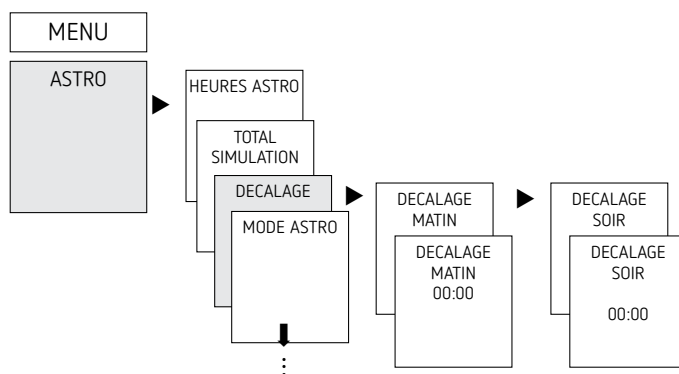 MENU
ASTRO
HEURES ASTRO
TOTAL
SIMULATION
DECALAGE
MODE ASTRO
DECALAGE
MATIN
DECALAGE
MATIN
00:00
DECALAGE
SOIR
DECALAGE
SOIR
00:00